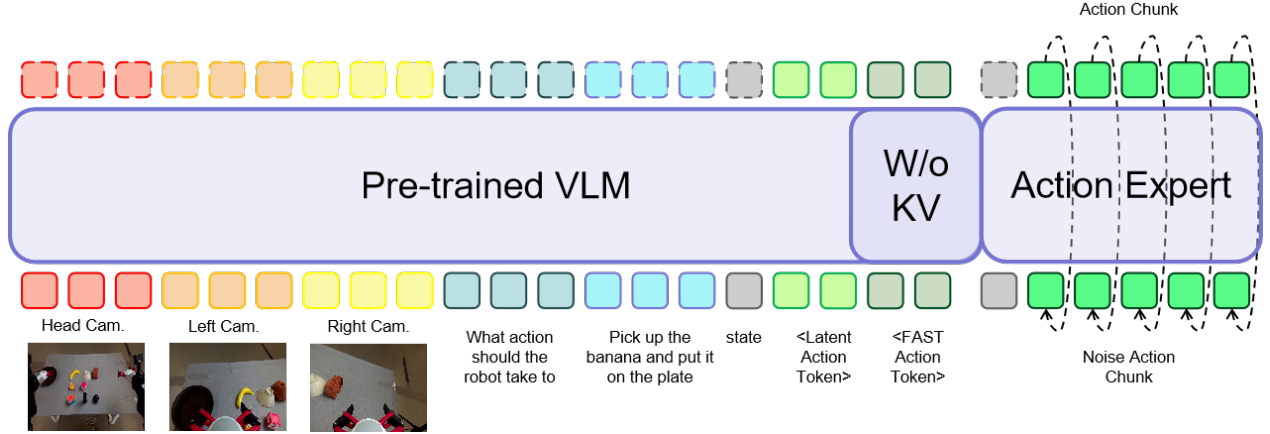 Action Chunk
Pre-trained VLM
W/o
KV
Action Expert
Head Cam.
Left Cam.
Right Cam.
What action
should the
robot take to
Pick up the
banana and put it
on the plate
state
<Latent
Action
Token>
<FAST
Action
Token>
Noise Action
Chunk